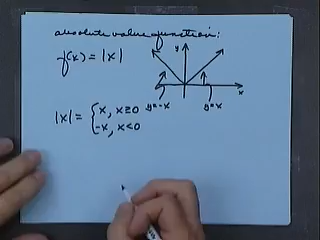 absolute value function:
f(x) = |x|
y
x
y=-x
y=x
|x| = { x, x≥0
-x, x<0